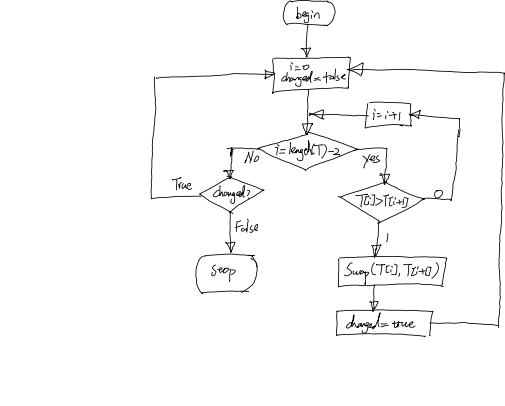 begin
i=0
changed=false
i=i+1
i=length(T)-2
No
yes
True
changed?
T[i]>T[i+1]
0
False
1
stop
Swap(T[i], T[i+1])
changed=true